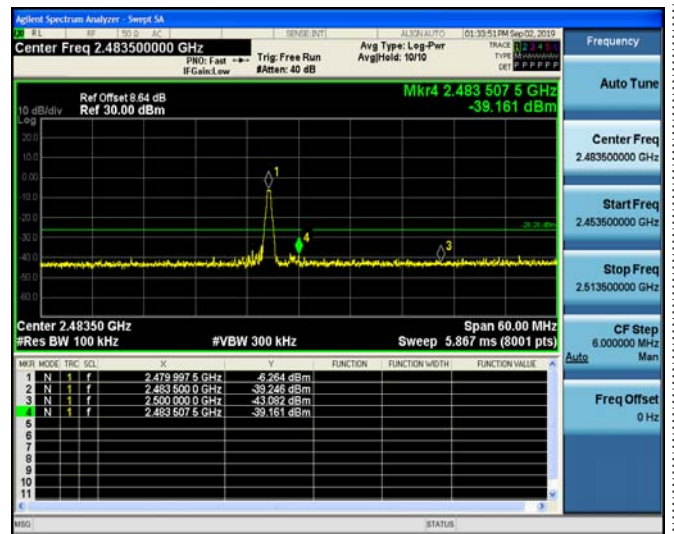 Agilent Spectrum Analyzer - Swept SA
RL RF 50 Ω AC SENSE:INT ALIGN AUTO 01:33:51 PM Sep 02, 2019
Center Freq 2.483500000 GHz
PNO: Fast
IFGain:Low
Trig: Free Run
#Atten: 40 dB
Avg Type: Log-Pwr
Avg|Hold: 10/10
TRACE 1 2 3 4 5 6
TYPE
DET P P P P P P
Mkr4 2.483 507 5 GHz
-39.161 dBm
Ref Offset 8.64 dB
10 dB/div Ref 30.00 dBm
Log
20.0
10.0
0.00
-10.0
-20.0
-30.0
-40.0
-50.0
-60.0
1
4
3
Center 2.48350 GHz Span 60.00 MHz
#Res BW 100 kHz #VBW 300 kHz Sweep 5.867 ms (8001 pts)
MKR MODE TRC SCL X Y FUNCTION FUNCTION WIDTH FUNCTION VALUE
1 N 1 f 2.479 997 5 GHz -6.264 dBm
2 N 1 f 2.483 500 0 GHz -39.246 dBm
3 N 1 f 2.500 000 0 GHz -43.082 dBm
4 N 1 f 2.483 507 5 GHz -39.161 dBm
5
6
7
8
9
10
11
MSG STATUS
Frequency
Auto Tune
Center Freq
2.483500000 GHz
Start Freq
2.453500000 GHz
Stop Freq
2.513500000 GHz
CF Step
6.000000 MHz
Auto Man
Freq Offset
0 Hz